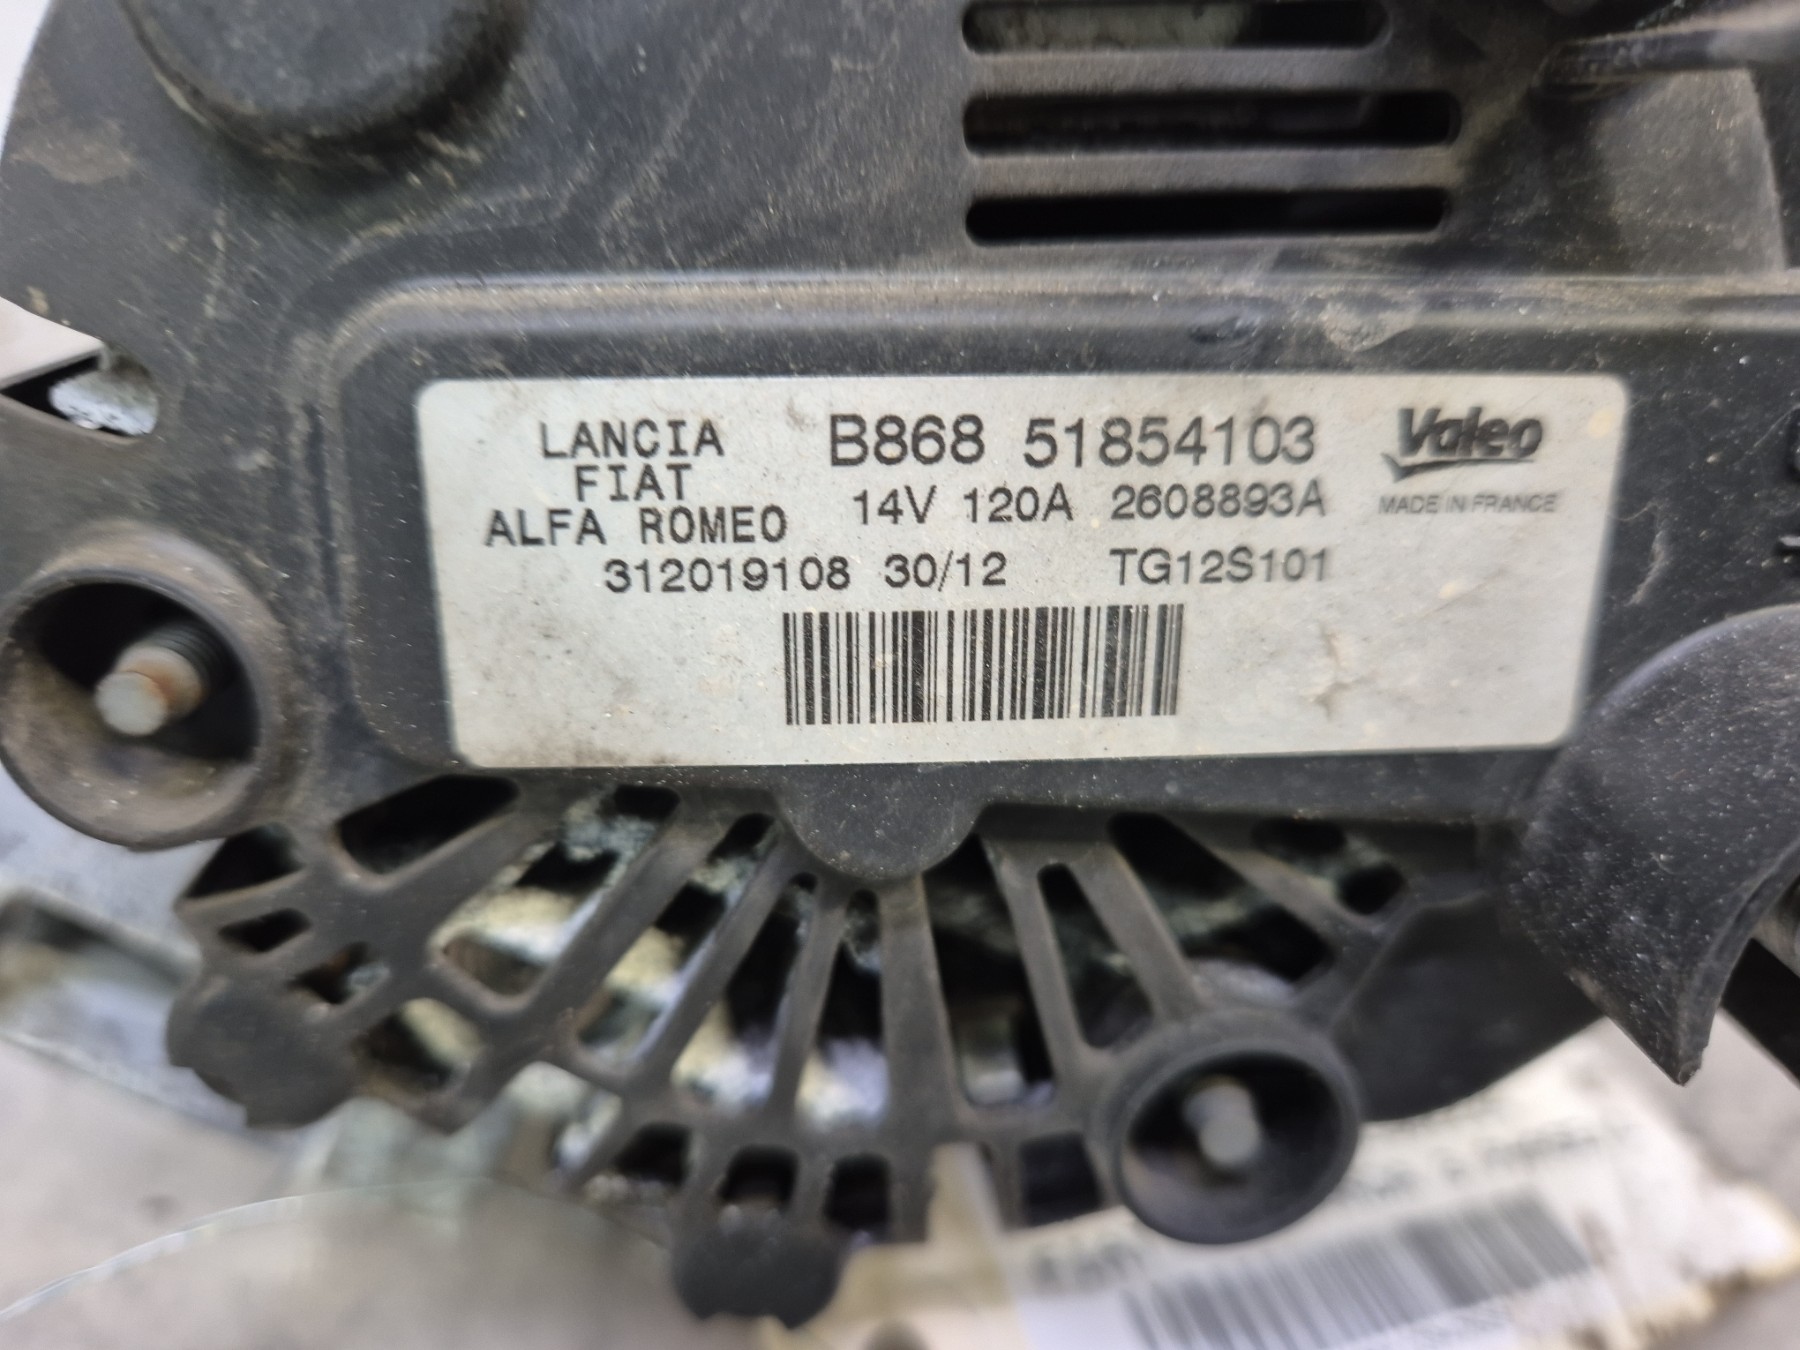 LANCIA
FIAT
ALFA ROMEO
B868 51854103
14V 120A 2608893A
312019108 30/12 TG12S101
Valeo
MADE IN FRANCE